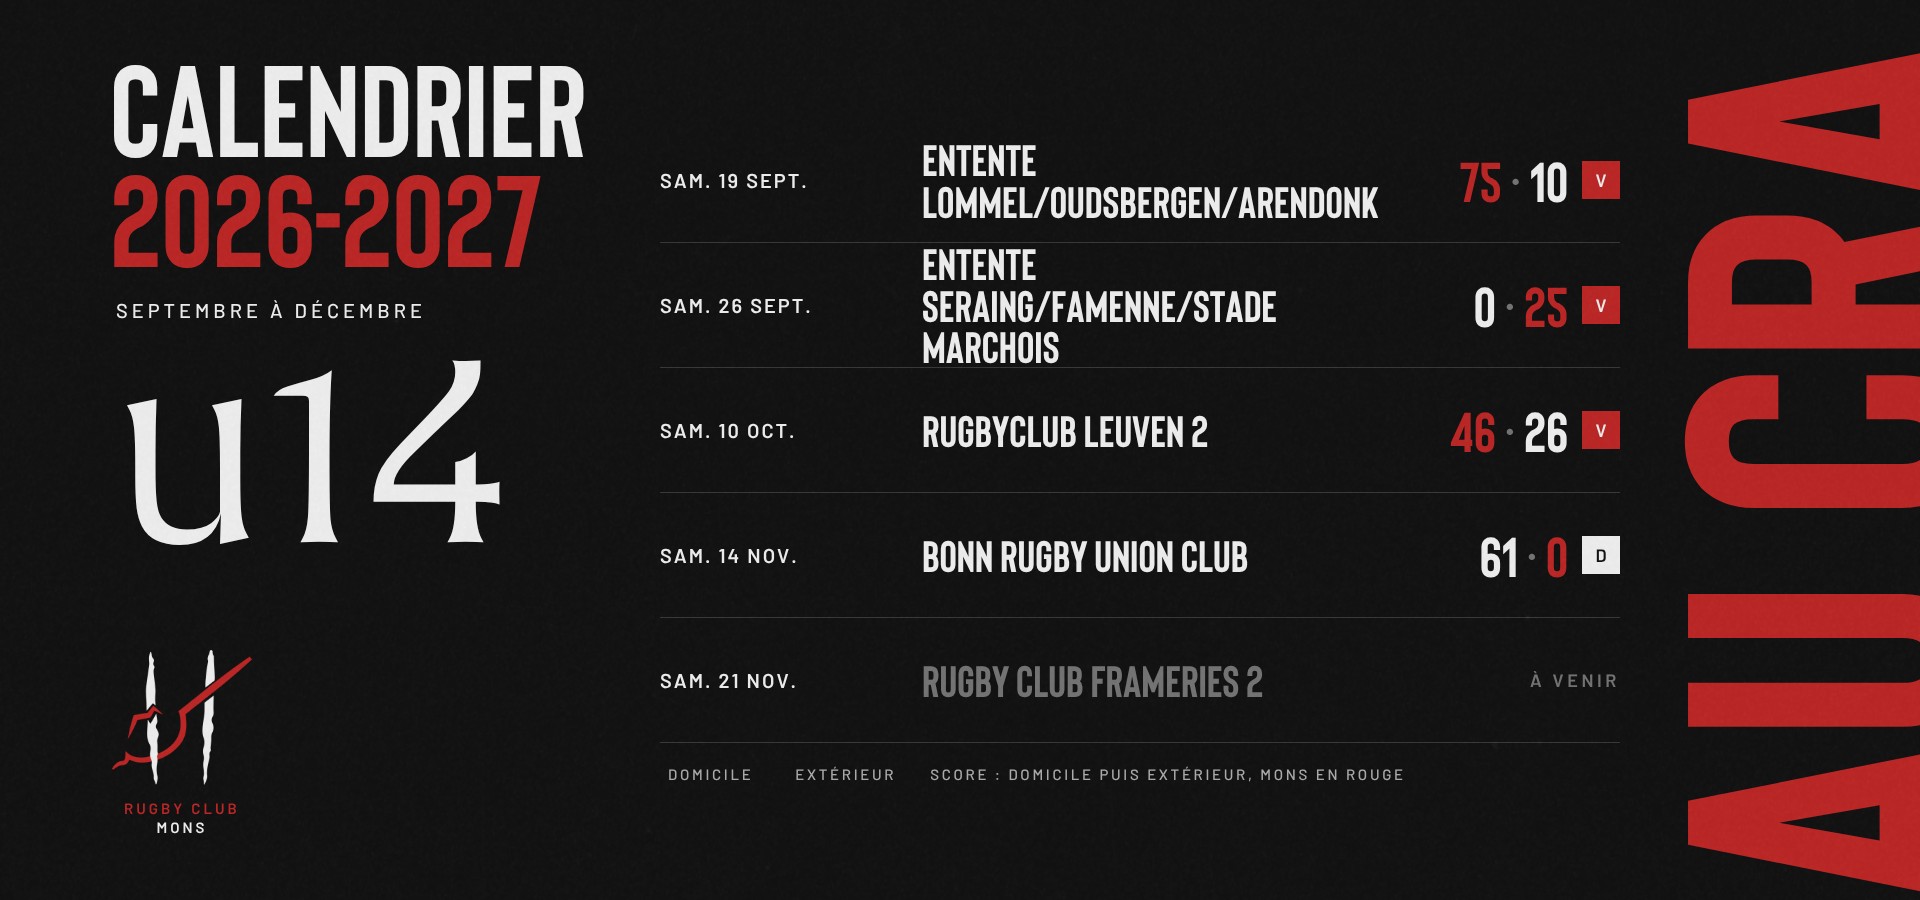 CALENDRIER
2026-2027
SEPTEMBRE À DÉCEMBRE
u14
RUGBY CLUB
MONS
SAM. 19 SEPT.
ENTENTE
LOMMEL/OUDSBERGEN/ARENDONK
75 • 10 V
SAM. 26 SEPT.
ENTENTE
SERAING/FAMENNE/STADE
MARCHOIS
0 • 25 V
SAM. 10 OCT.
RUGBYCLUB LEUVEN 2
46 • 26 V
SAM. 14 NOV.
BONN RUGBY UNION CLUB
61 • 0 D
SAM. 21 NOV.
RUGBY CLUB FRAMERIES 2
À VENIR
DOMICILE EXTÉRIEUR SCORE : DOMICILE PUIS EXTÉRIEUR, MONS EN ROUGE
AU CRA